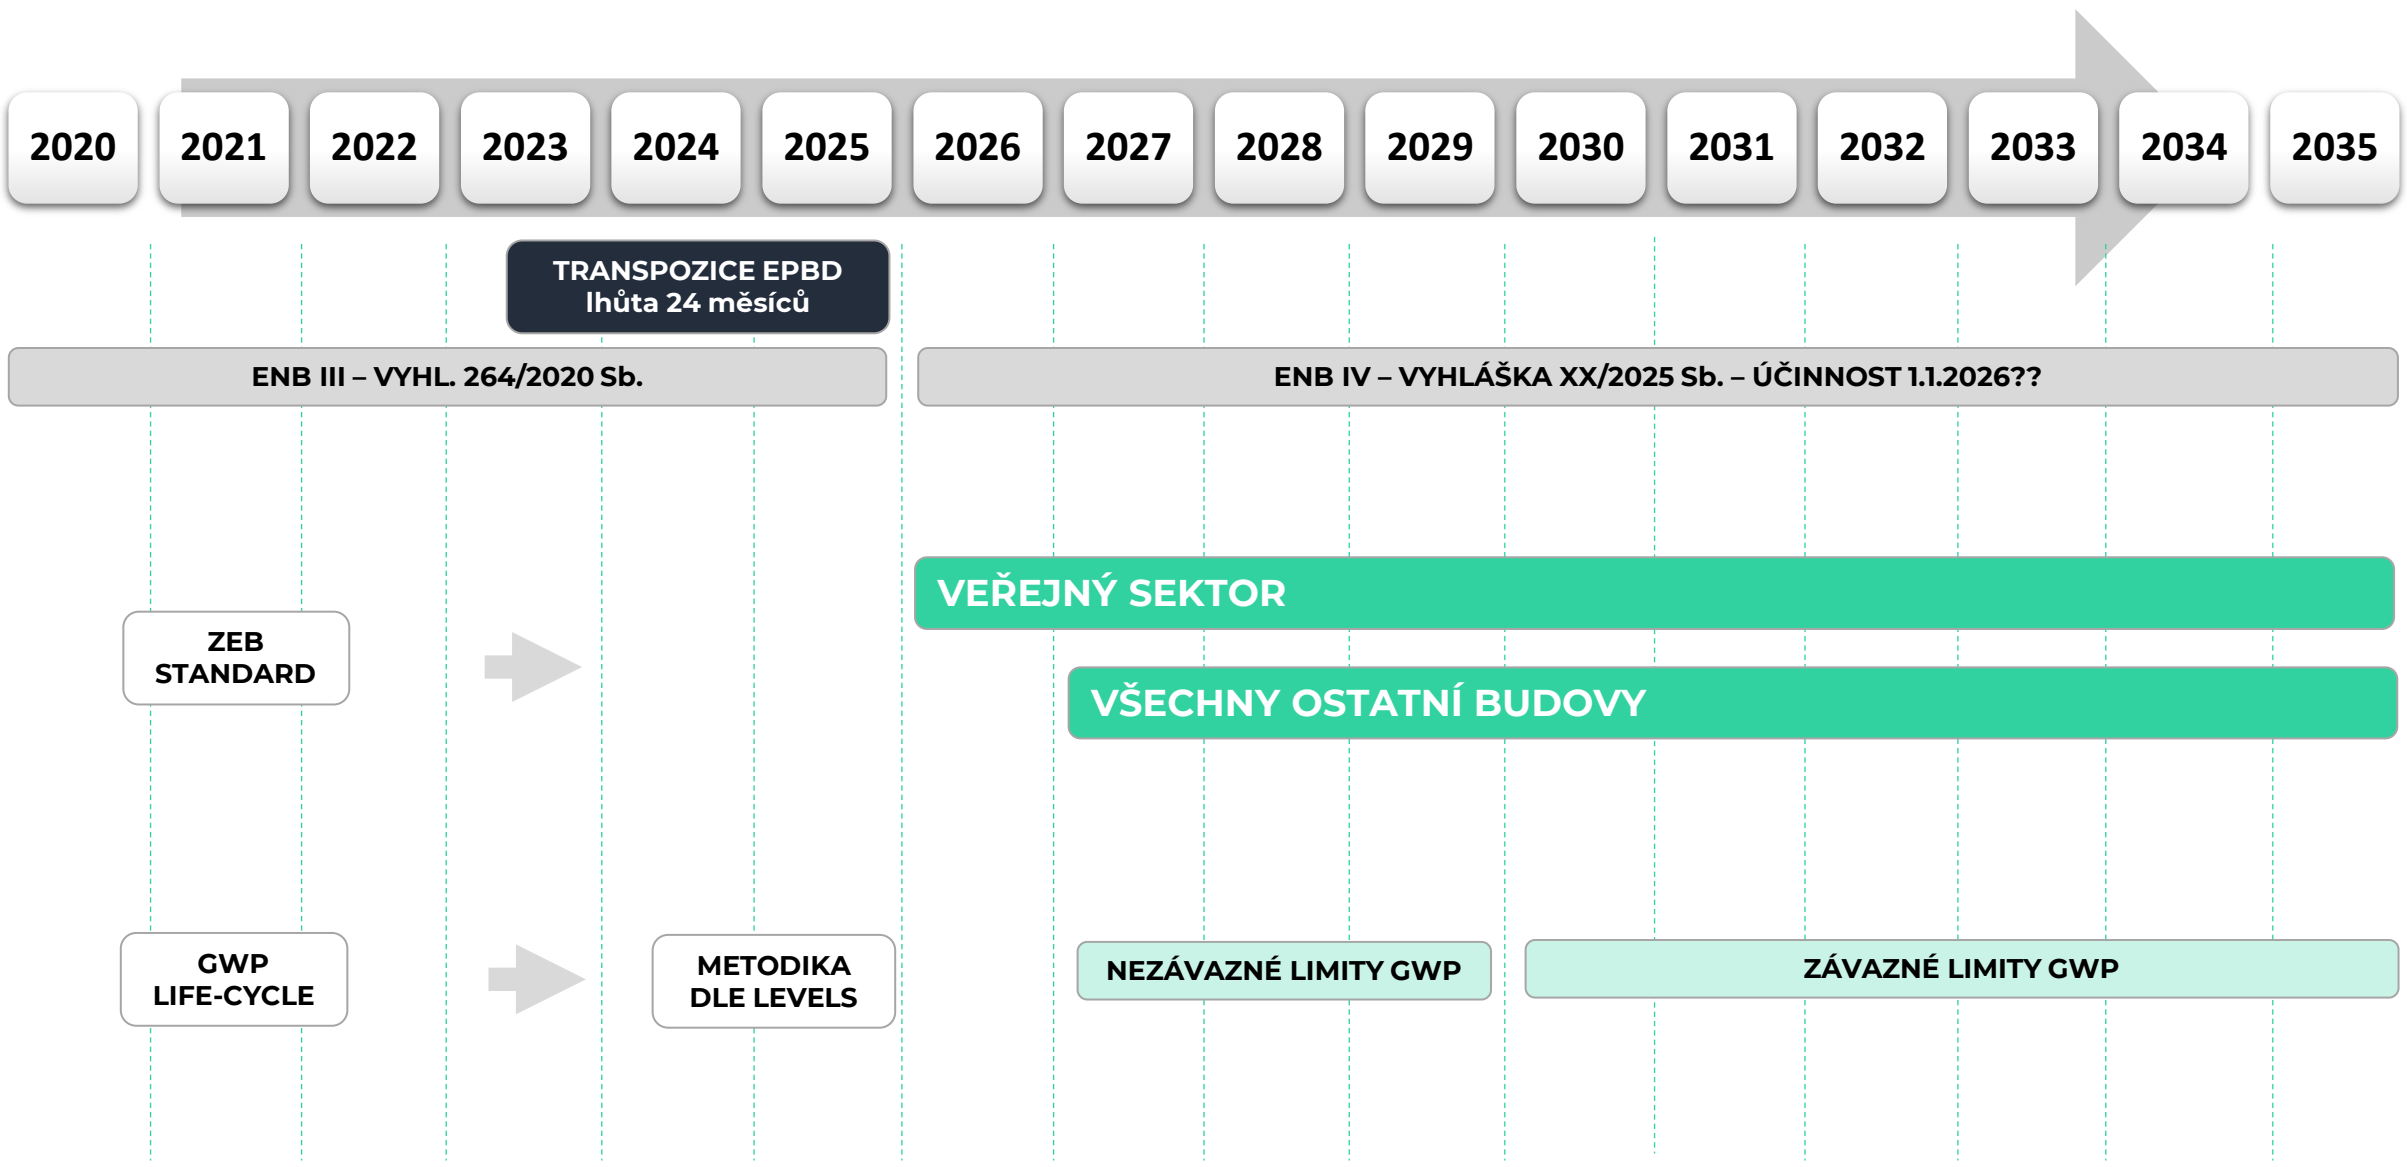 2020 2021 2022 2023 2024 2025 2026 2027 2028 2029 2030 2031 2032 2033 2034 2035
TRANSPOZICE EPBD
lhůta 24 měsíců
ENB III – VYHL. 264/2020 Sb.
ENB IV – VYHLÁŠKA XX/2025 Sb. – ÚČINNOST 1.1.2026??
VEŘEJNÝ SEKTOR
ZEB
STANDARD
VŠECHNY OSTATNÍ BUDOVY
GWP
LIFE-CYCLE
METODIKA
DLE LEVELS
NEZÁVAZNÉ LIMITY GWP
ZÁVAZNÉ LIMITY GWP